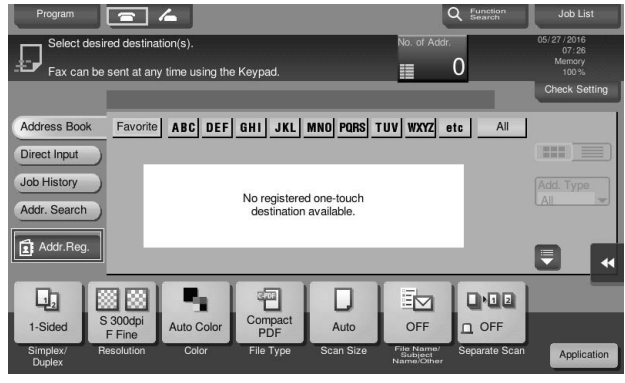 Program
Function
Search
Job List
Select desired destination(s).
No. of Addr.
05/27/2016
07:26
Fax can be sent at any time using the Keypad.
0
Memory
100 %
Check Setting
Address Book
Favorite ABC DEF GHI JKL MNO PQRS TUV WXYZ etc All
Direct Input
Job History
Addr. Search
Addr.Reg.
No registered one-touch
destination available.
Add. Type
All
1-Sided
S 300dpi
F Fine
Auto Color
Compact
PDF
Auto
OFF
OFF
Simplex/
Duplex
Resolution
Color
File Type
Scan Size
File Name/
Subject
Name/Other
Separate Scan
Application